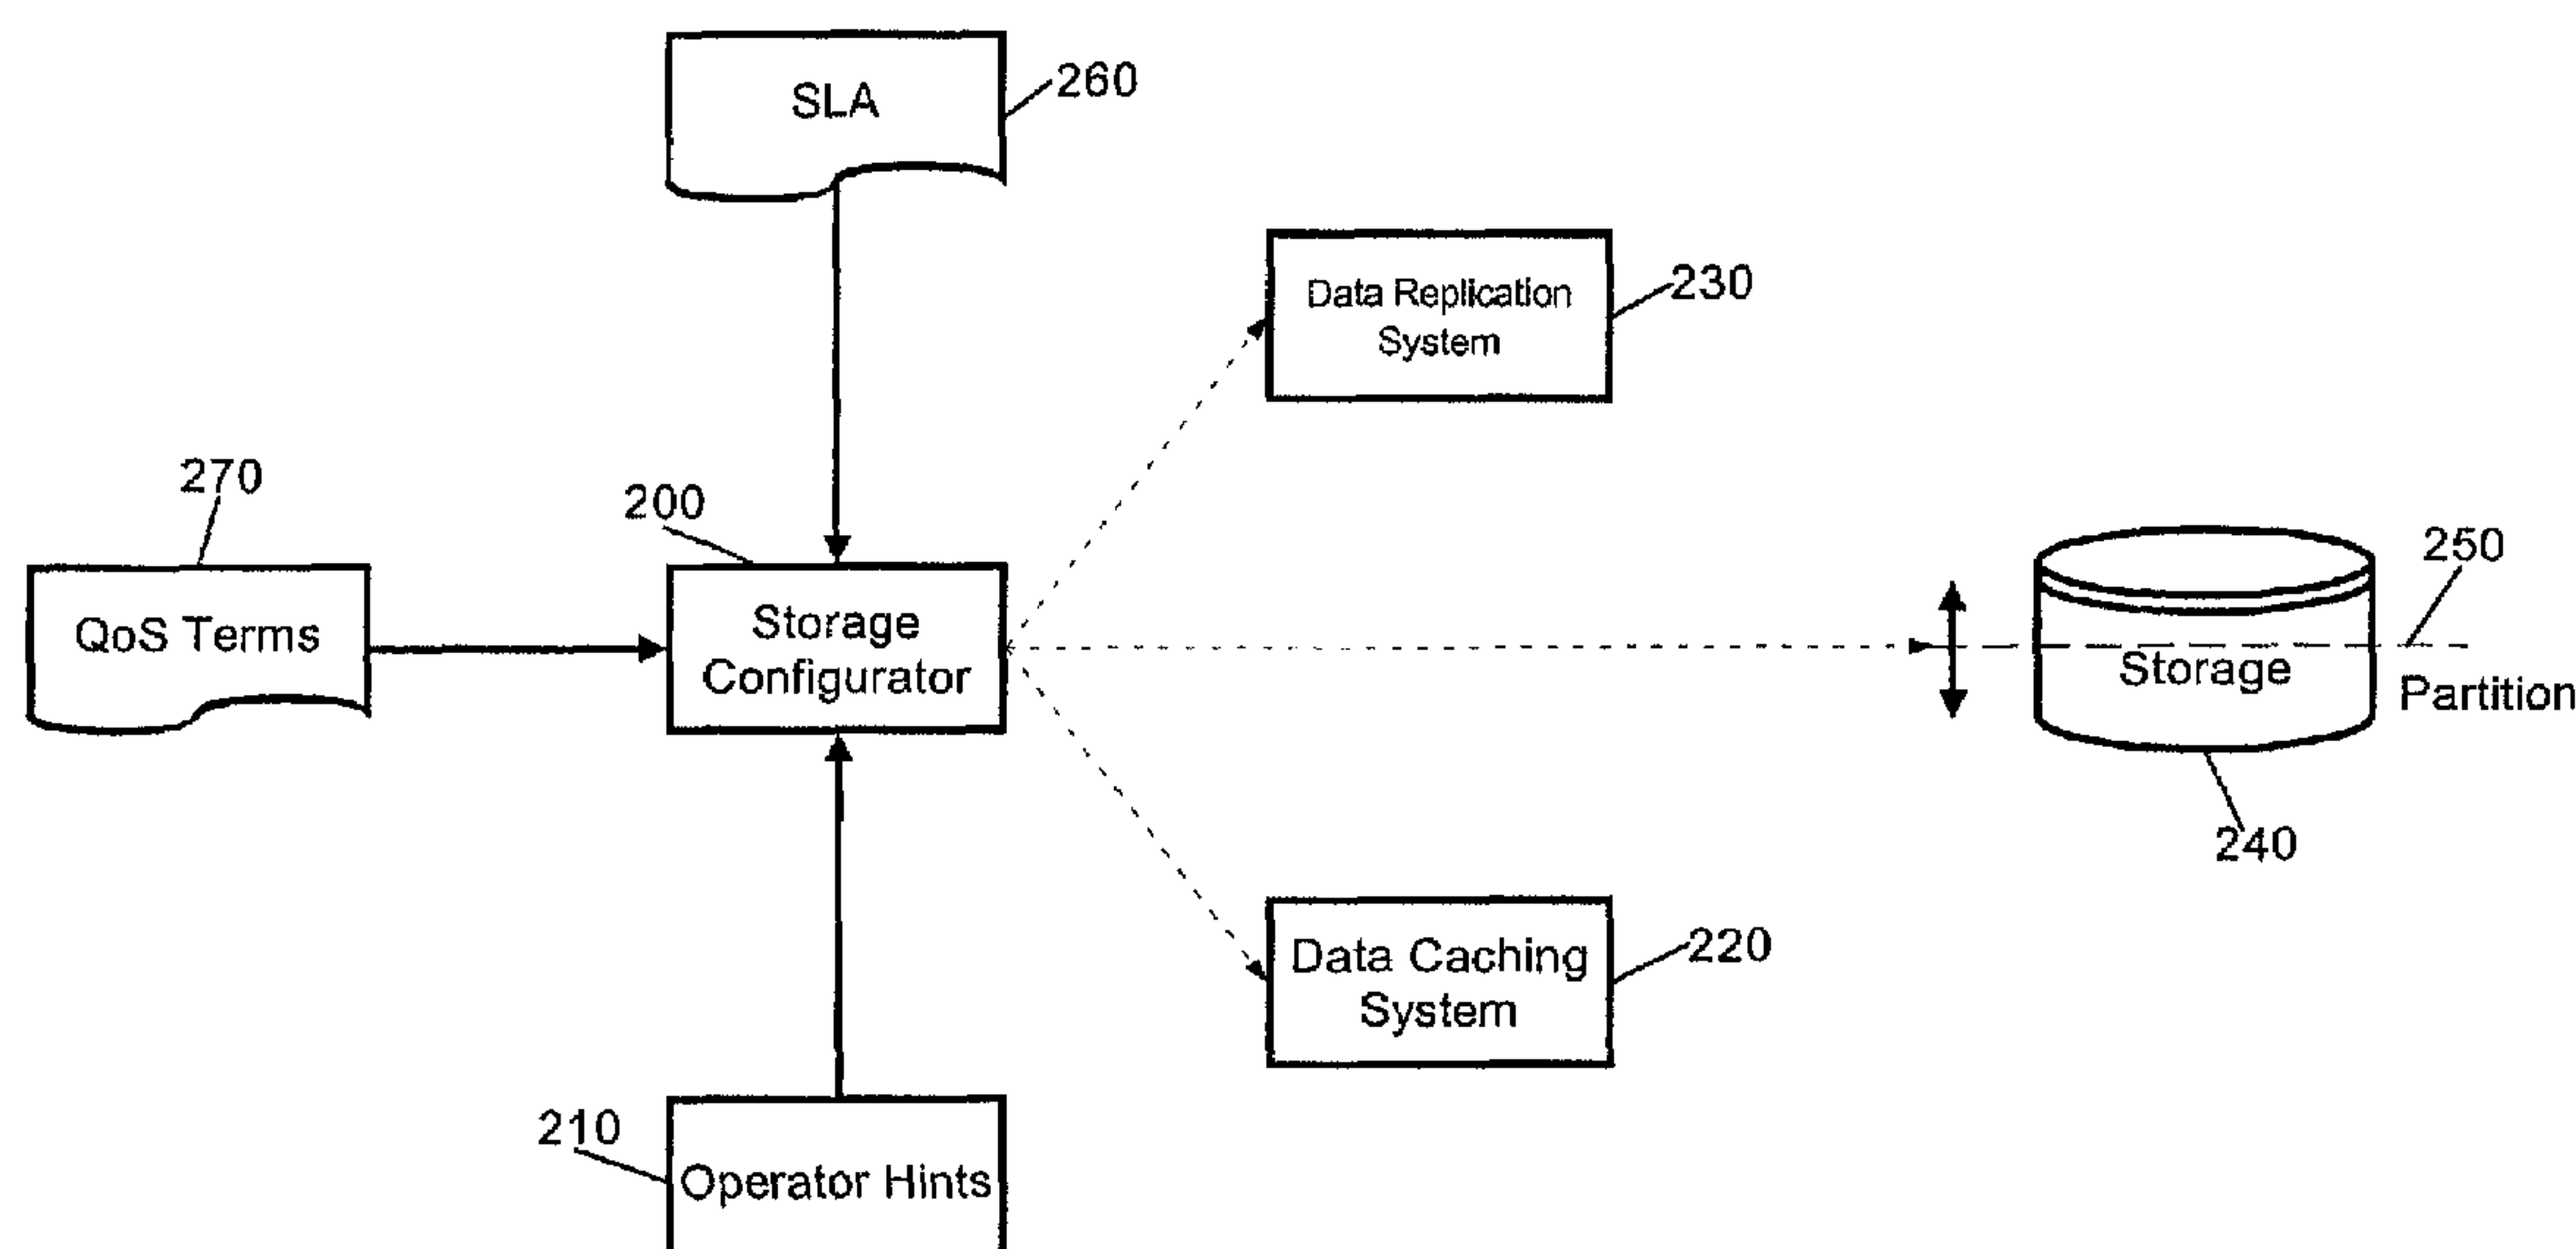 SLA
260
Data Replication
System
230
270
200
250
QoS Terms
Storage
Configurator
Storage
Partition
240
Data Caching
System
220
210
Operator Hints